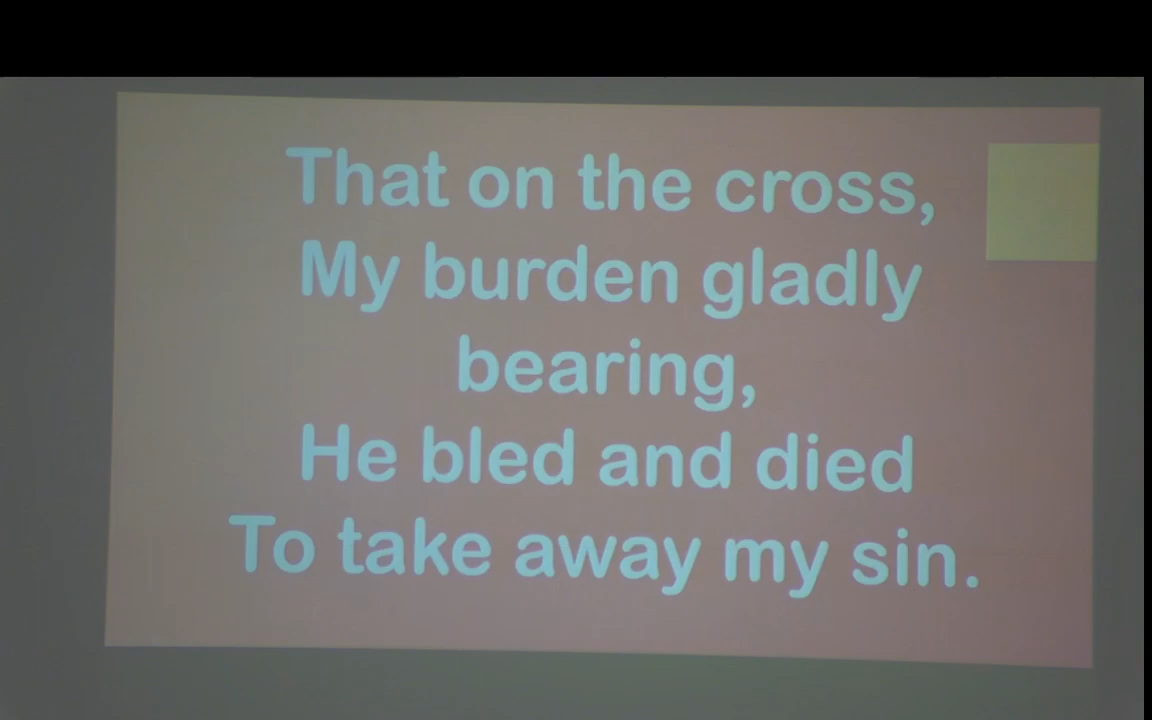 That on the cross,
My burden gladly
bearing,
He bled and died
To take away my sin.